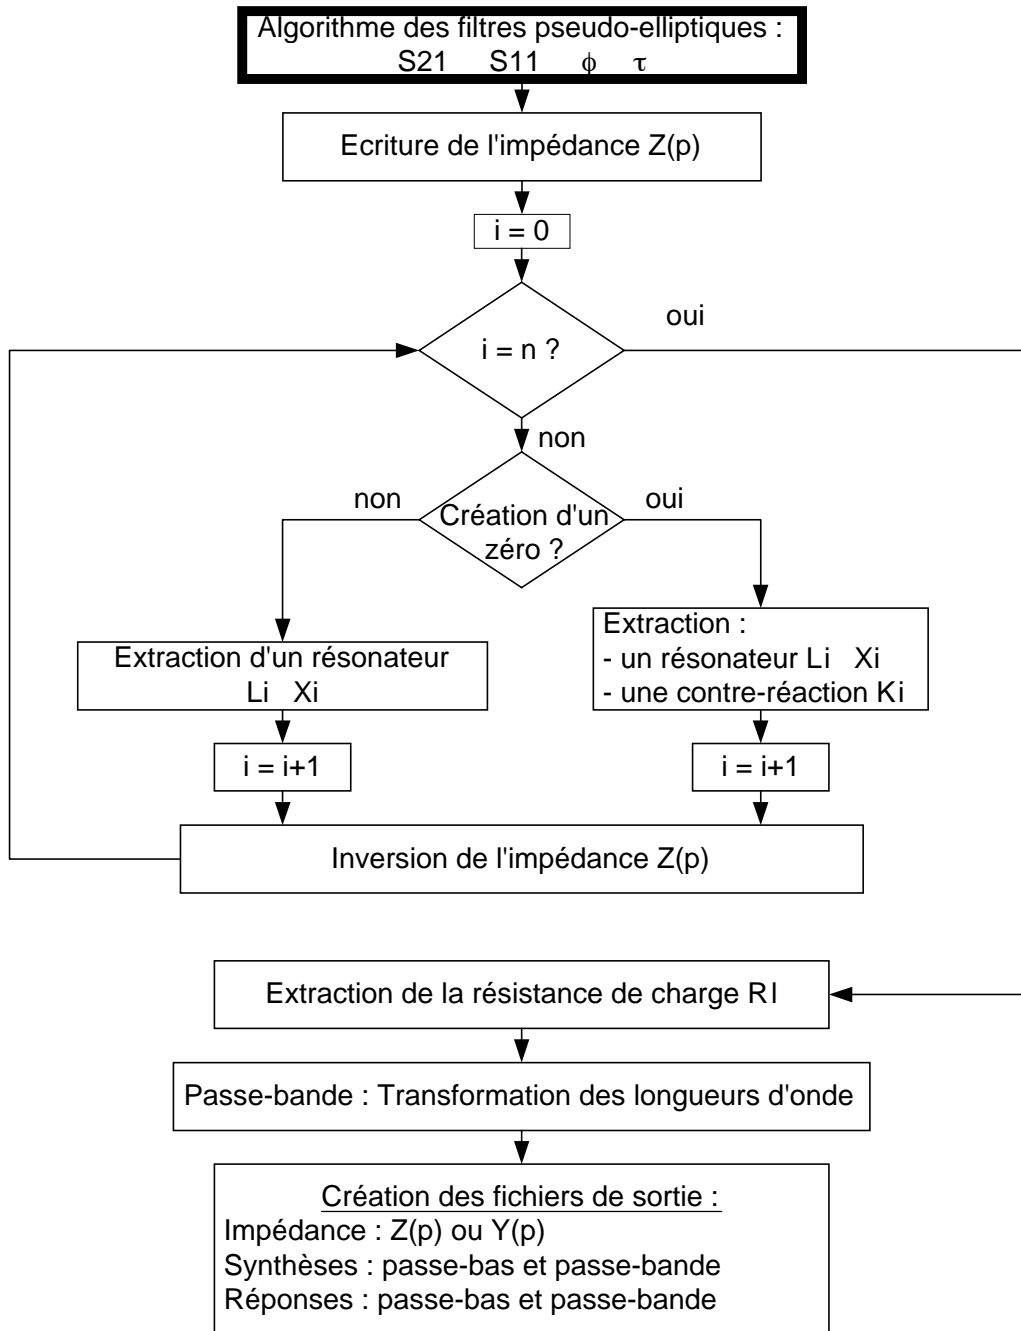 Algorithme des filtres pseudo-elliptiques :
S21 S11 ϕ τ
Ecriture de l'impédance Z(p)
i = 0
oui
i = n ?
non
non
oui
Création d'un
zéro ?
Extraction d'un résonateur
Li Xi
Extraction :
- un résonateur Li Xi
- une contre-réaction Ki
i = i+1
i = i+1
Inversion de l'impédance Z(p)
Extraction de la résistance de charge Rl
Passe-bande : Transformation des longueurs d'onde
Création des fichiers de sortie :
Impédance : Z(p) ou Y(p)
Synthèses : passe-bas et passe-bande
Réponses : passe-bas et passe-bande